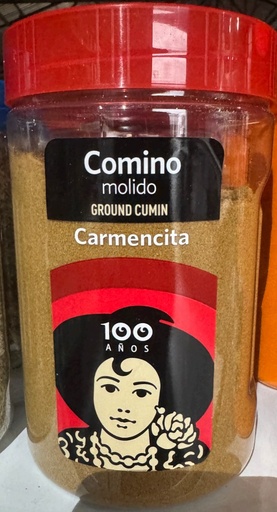 Comino
molido
GROUND CUMIN
Carmencita
100
AÑOS